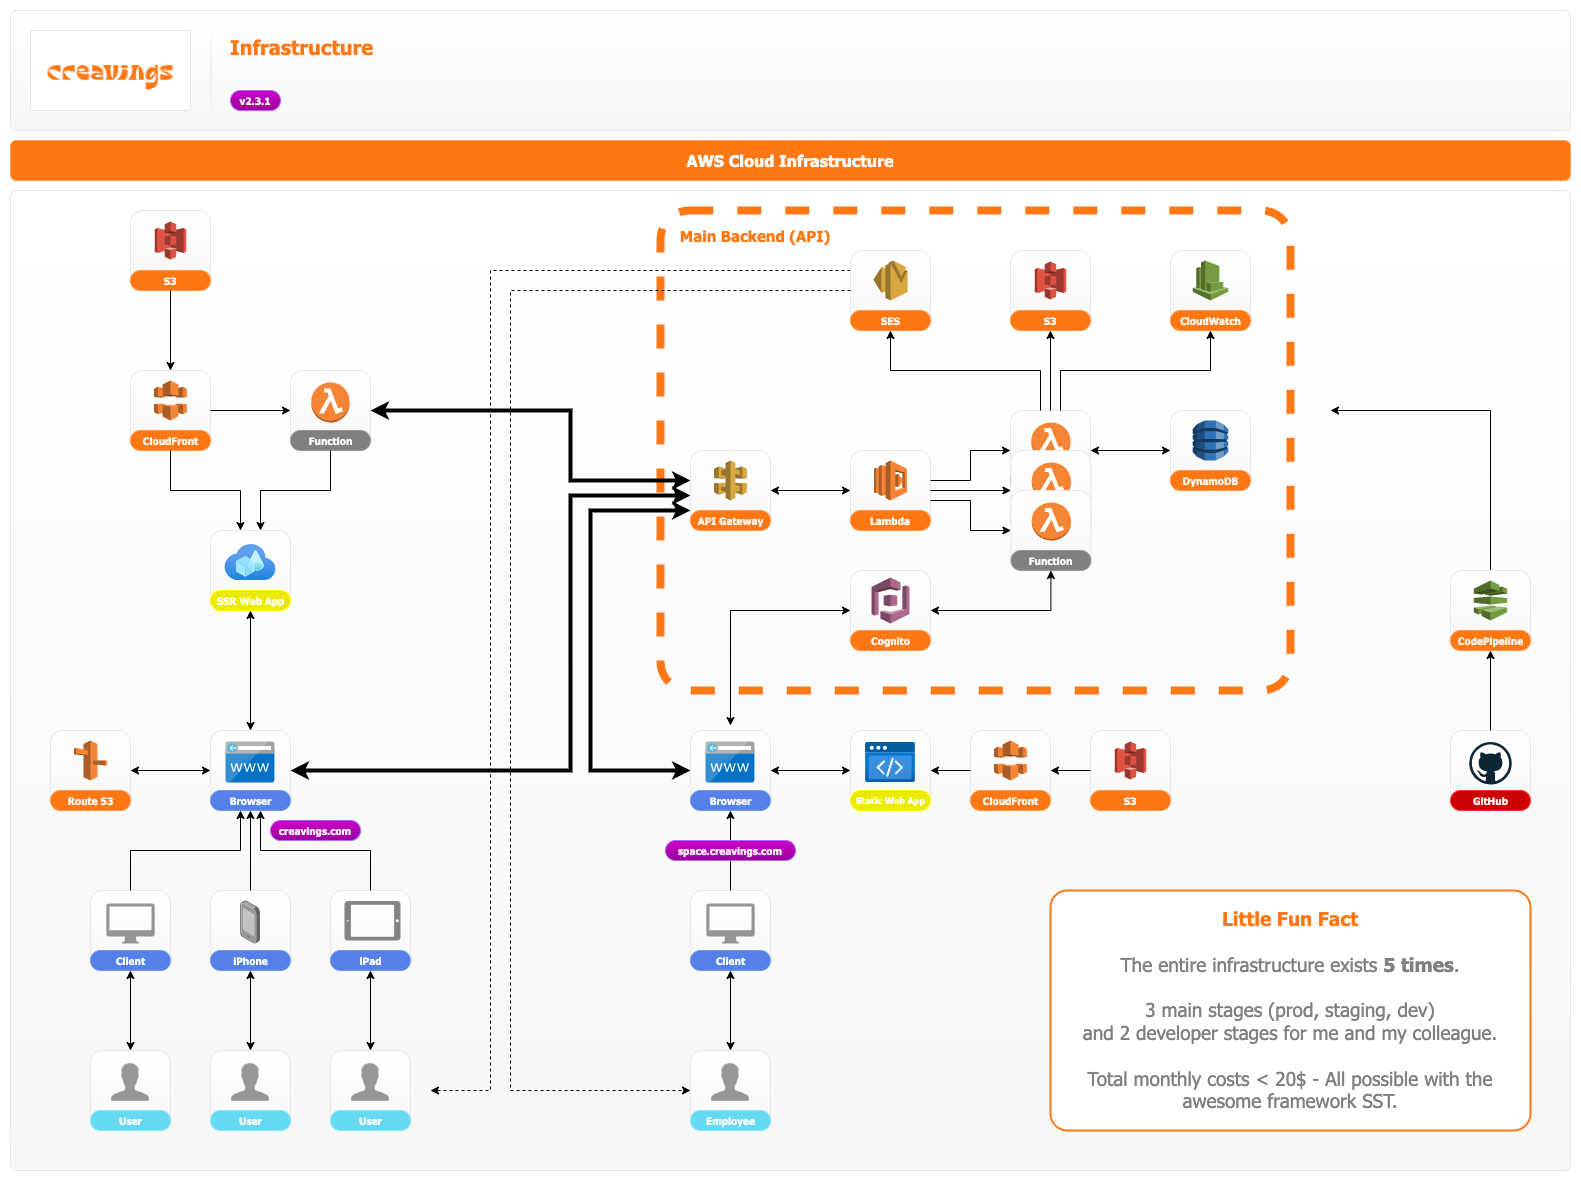 creavings
Infrastructure
v2.3.1
AWS Cloud Infrastructure
Main Backend (API)
S3
SES
S3
CloudWatch
CloudFront
Function
DynamoDB
API Gateway
Lambda
Function
SSR Web App
Cognito
CodePipeline
WWW
WWW
Route 53
Browser
Browser
Static Web App
CloudFront
S3
GitHub
creavings.com
space.creavings.com
Client
iPhone
iPad
Client
User
User
User
Employee
Little Fun Fact
The entire infrastructure exists 5 times.
3 main stages (prod, staging, dev)
and 2 developer stages for me and my colleague.
Total monthly costs < 20$ - All possible with the
awesome framework SST.